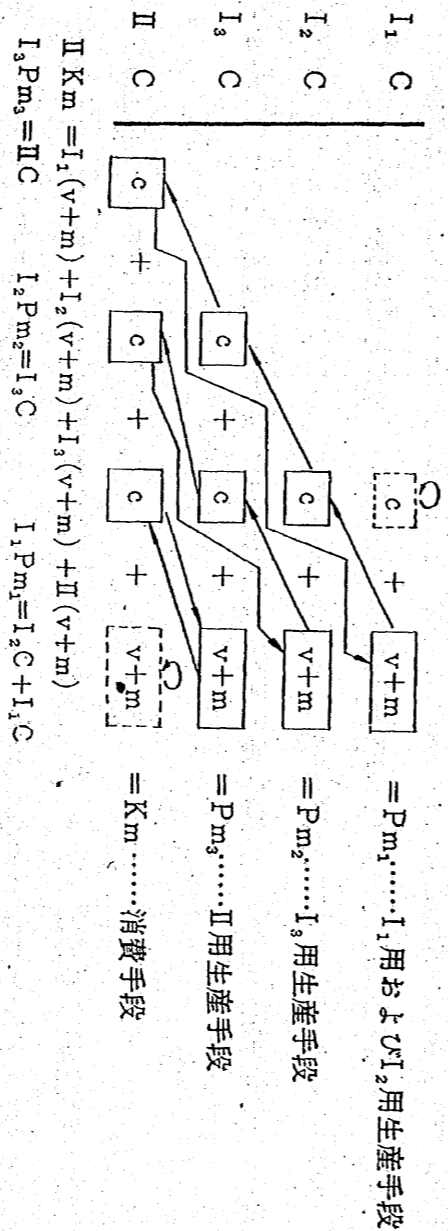 I₁ C c + v+m =Pm₁……I₁用およびI₂用生産手段
I₂ C c + v+m =Pm₂……I₃用生産手段
I₃ C c + c + v+m =Pm₃……Ⅱ用生産手段
Ⅱ C c + c + c + v+m =Km……消費手段
ⅡKm=I₁(v+m)+I₂(v+m)+I₃(v+m)+Ⅱ(v+m)
I₃Pm₃=ⅡC I₂Pm₂=I₃C I₁Pm₁=I₂C+I₁C